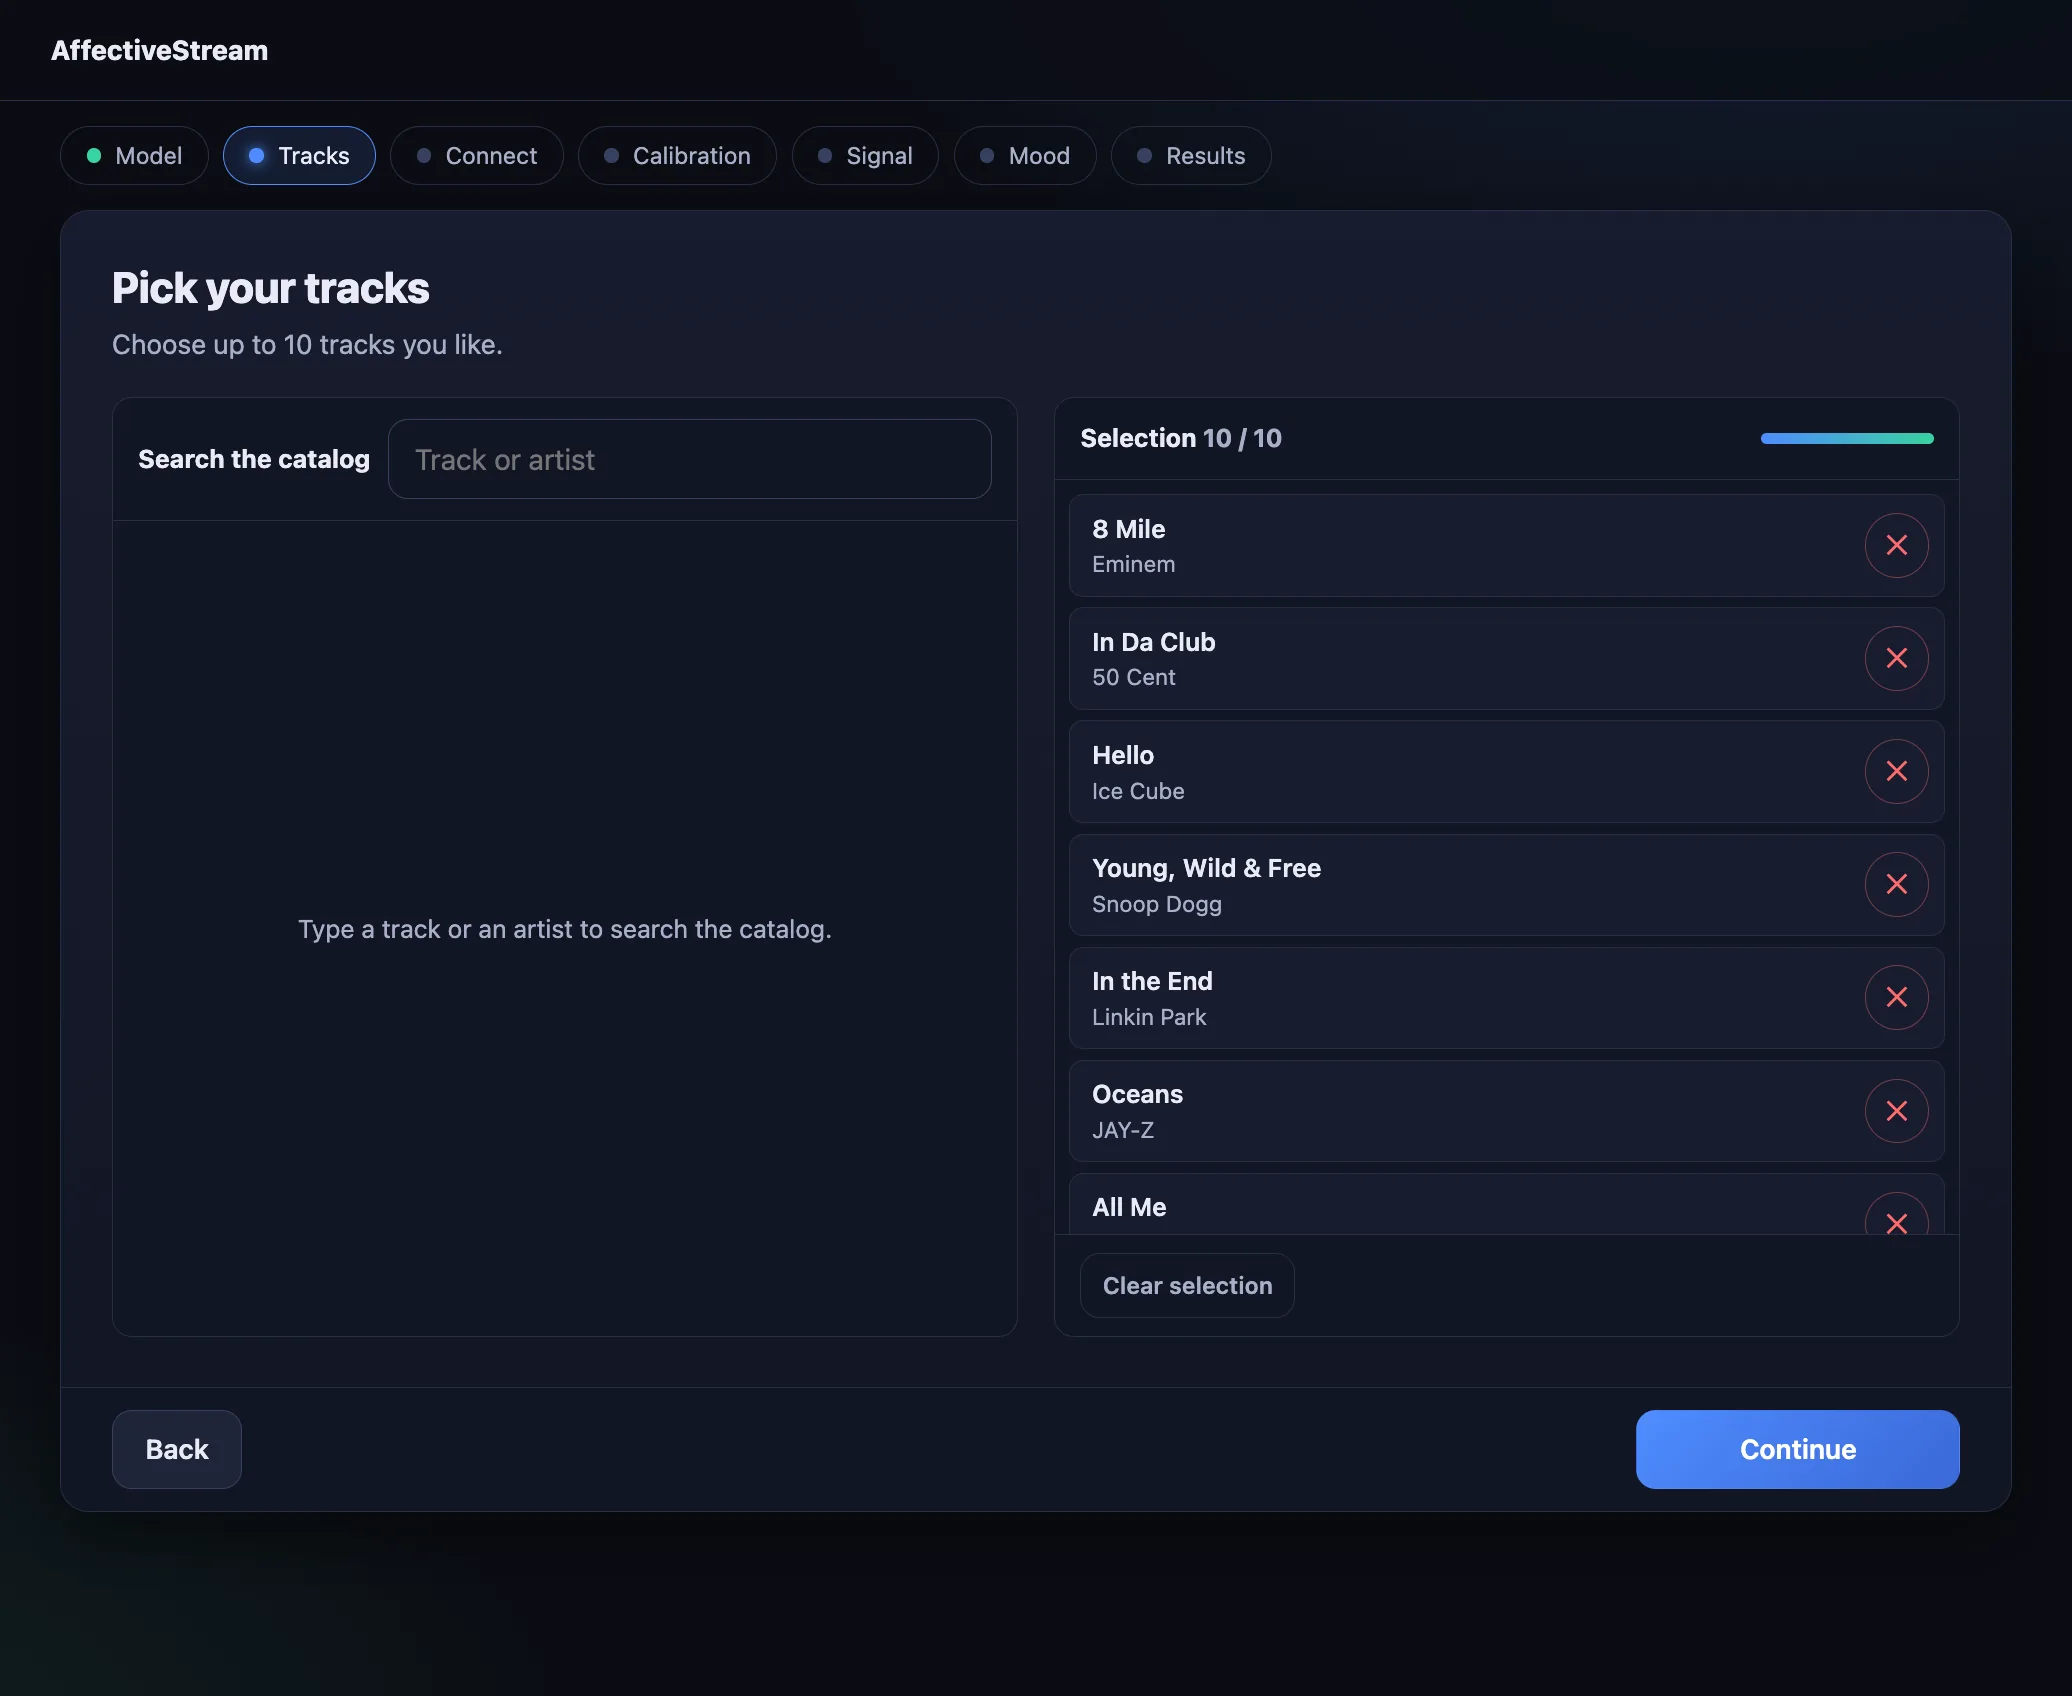 AffectiveStream
Model
Tracks
Connect
Calibration
Signal
Mood
Results
Pick your tracks
Choose up to 10 tracks you like.
Search the catalog
Track or artist
Type a track or an artist to search the catalog.
Selection 10 / 10
8 Mile
Eminem
In Da Club
50 Cent
Hello
Ice Cube
Young, Wild & Free
Snoop Dogg
In the End
Linkin Park
Oceans
JAY-Z
All Me
Clear selection
Back
Continue